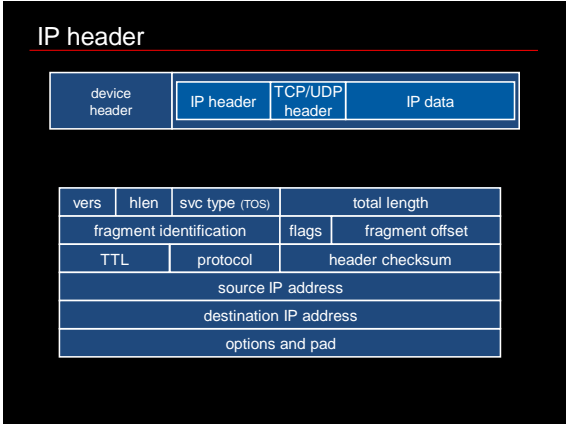 IP header
device
header
IP header
TCP/UDP
header
IP data
vers hlen svc type (TOS) total length
fragment identification flags fragment offset
TTL protocol header checksum
source IP address
destination IP address
options and pad